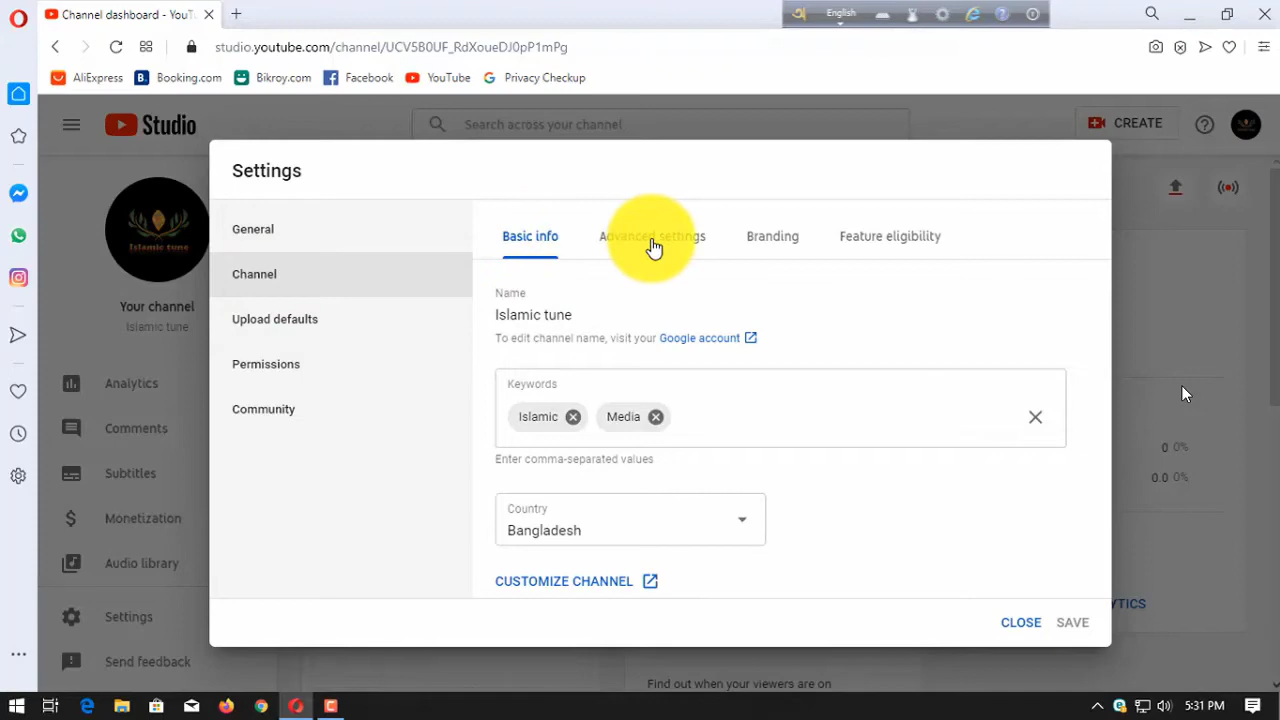 Channel dashboard - YouT
English
studio.youtube.com/channel/UCV5B0UF_RdXoueDJ0pP1mPg
AliExpress
Booking.com
Bikroy.com
Facebook
YouTube
Privacy Checkup
Studio
Search across your channel
CREATE
Settings
Islamic tune
Your channel
Islamic tune
Analytics
Comments
Subtitles
Monetization
Audio library
Settings
Send feedback
General
Channel
Upload defaults
Permissions
Community
Basic info
Advanced settings
Branding
Feature eligibility
Name
Islamic tune
To edit channel name, visit your Google account
Keywords
Islamic
Media
Enter comma-separated values
Country
Bangladesh
CUSTOMIZE CHANNEL
CLOSE
SAVE
0 0%
0.0 0%
YTICS
Find out when your viewers are on
5:31 PM